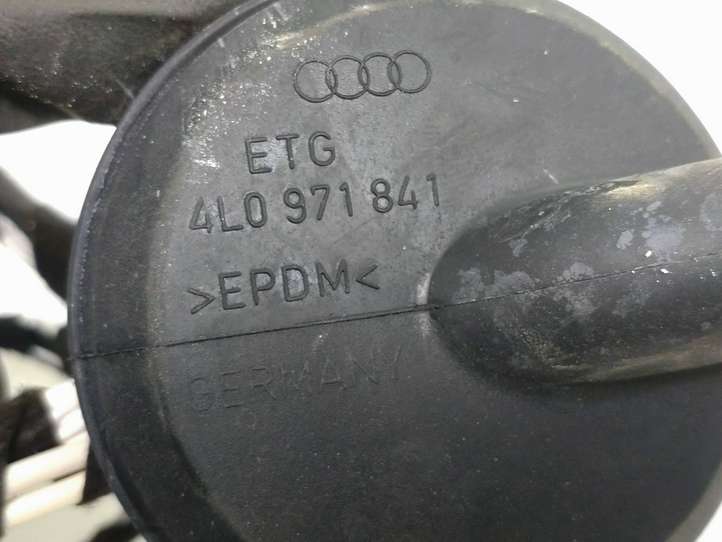 ETG
4L0 971 841
>EPDM<
GERMANY